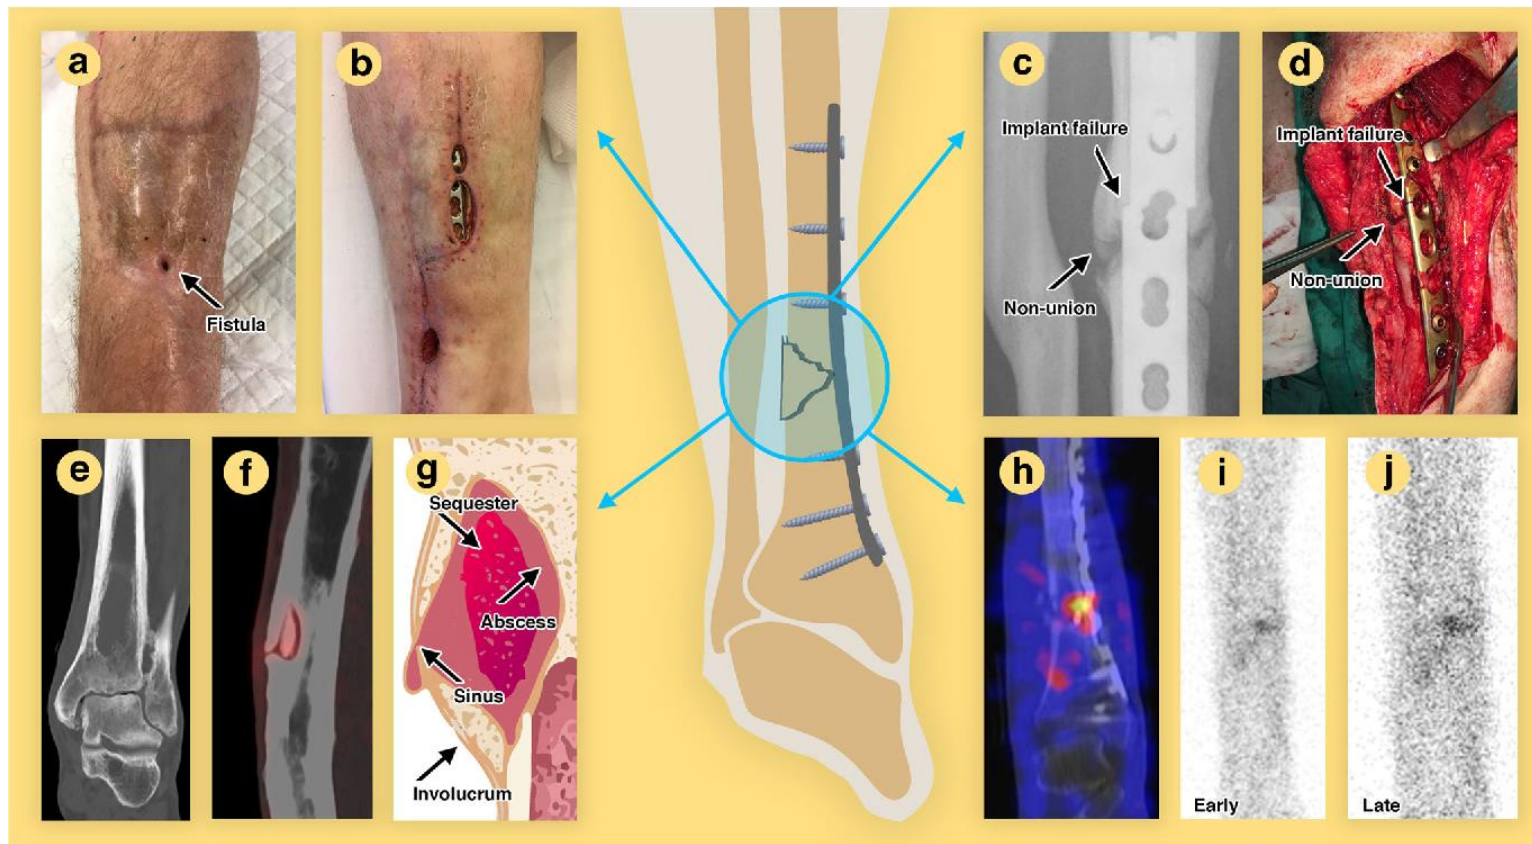 a
Fistula
b
c
Implant failure
Non-union
d
Implant failure
Non-union
e
f
g
Sequester
Abscess
Sinus
Involucrum
h
i
Early
j
Late